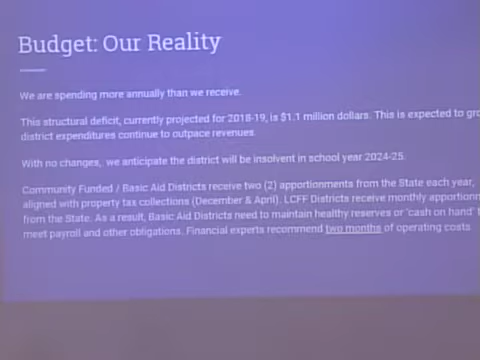 Budget: Our Reality
We are spending more annually than we receive.
This structural deficit, currently projected for 2018-19, is $1.1 million dollars. This is expected to gro
district expenditures continue to outpace revenues.
With no changes, we anticipate the district will be insolvent in school year 2024-25.
Community Funded / Basic Aid Districts receive two (2) apportionments from the State each year,
aligned with property tax collections (December & April). LCFF Districts receive monthly apportionm
from the State. As a result, Basic Aid Districts need to maintain healthy reserves or 'cash on hand' t
meet payroll and other obligations. Financial experts recommend two months of operating costs